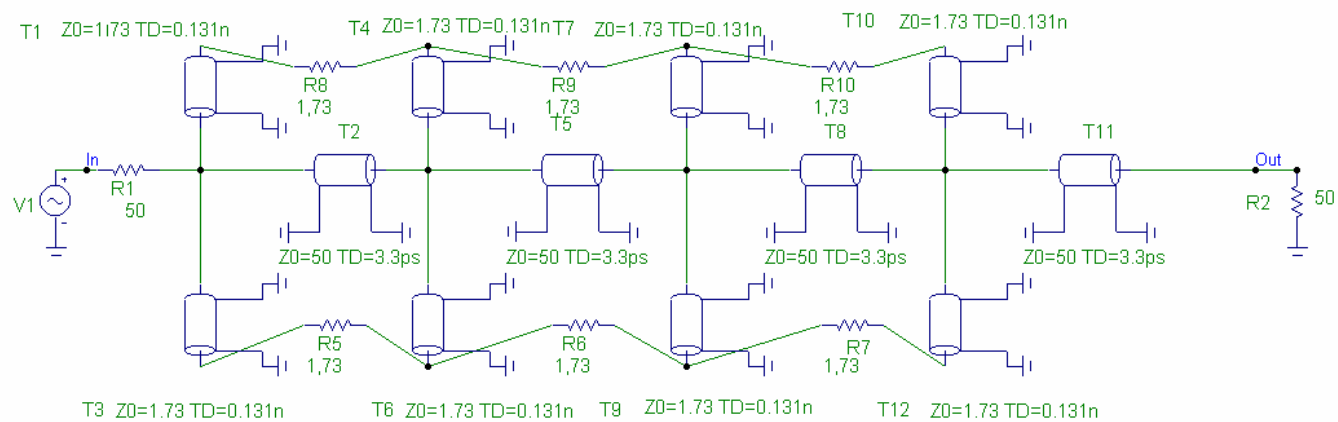 T1 Z0=1ı73 TD=0.131n T4 Z0=1.73 TD=0.131n T7 Z0=1.73 TD=0.131n T10 Z0=1.73 TD=0.131n
R8 R9 R10
1,73 1,73 1,73
T2 T5 T8 T11
In Out
R1 V1 R2 50
50
Z0=50 TD=3.3ps Z0=50 TD=3.3ps Z0=50 TD=3.3ps Z0=50 TD=3.3ps
R5 R6 R7
1,73 1,73 1,73
T3 Z0=1.73 TD=0.131n T6 Z0=1.73 TD=0.131n T9 Z0=1.73 TD=0.131n T12 Z0=1.73 TD=0.131n